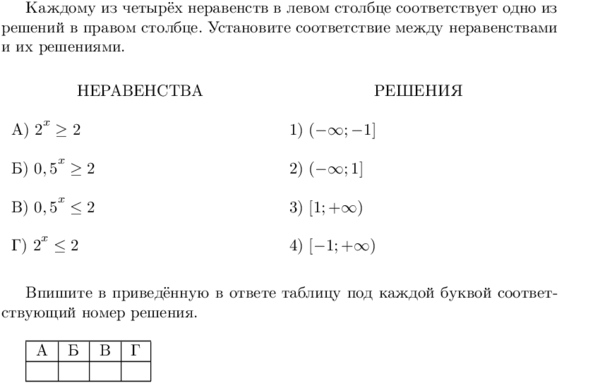 Каждому из четырёх неравенств в левом столбце соответствует одно из
решений в правом столбце. Установите соответствие между неравенствами
и их решениями.
НЕРАВЕНСТВА РЕШЕНИЯ
А) 2^x ≥ 2 1) (−∞; −1]
Б) 0,5^x ≥ 2 2) (−∞; 1]
В) 0,5^x ≤ 2 3) [1; +∞)
Г) 2^x ≤ 2 4) [−1; +∞)
Впишите в приведённую в ответе таблицу под каждой буквой соответ-
ствующий номер решения.
А Б В Г